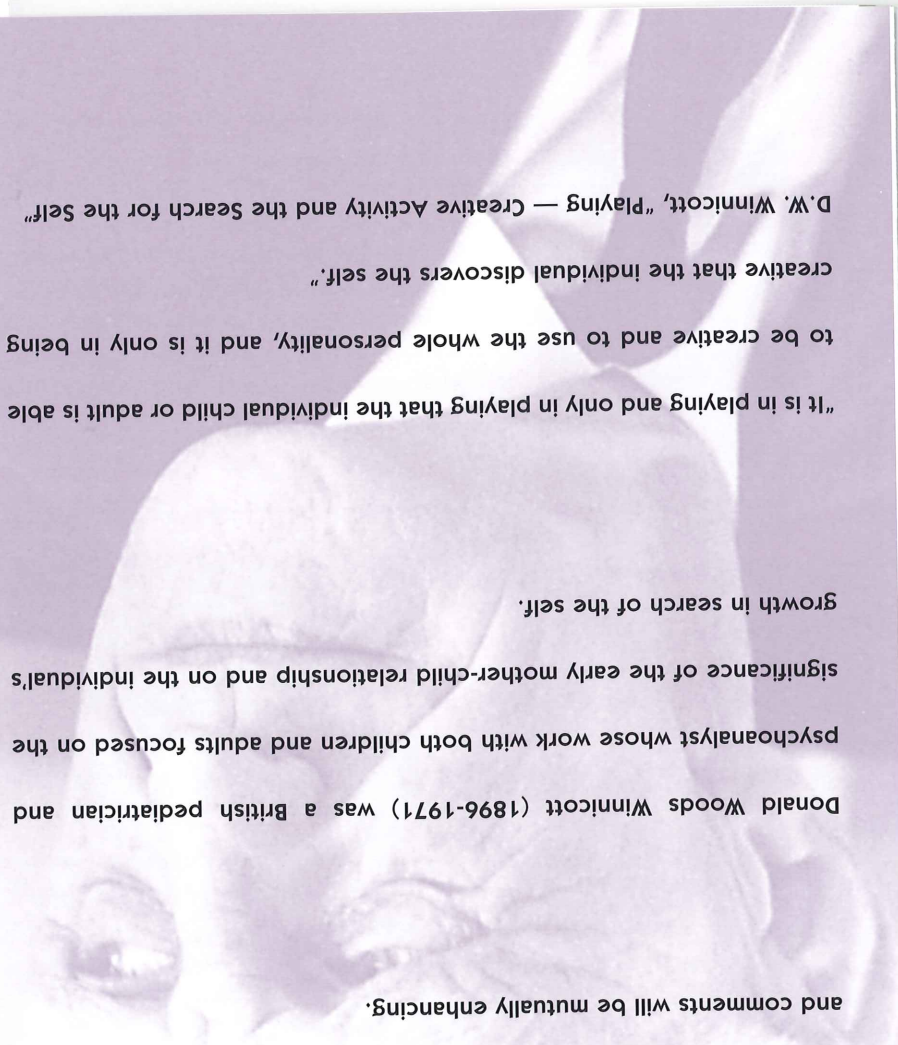 and comments will be mutually enhancing.
Donald Woods Winnicott (1896-1971) was a British pediatrician and
psychoanalyst whose work with both children and adults focused on the
significance of the early mother-child relationship and on the individual's
growth in search of the self.
"It is in playing and only in playing that the individual child or adult is able
to be creative and to use the whole personality, and it is only in being
creative that the individual discovers the self."
D.W. Winnicott, "Playing — Creative Activity and the Search for the Self"